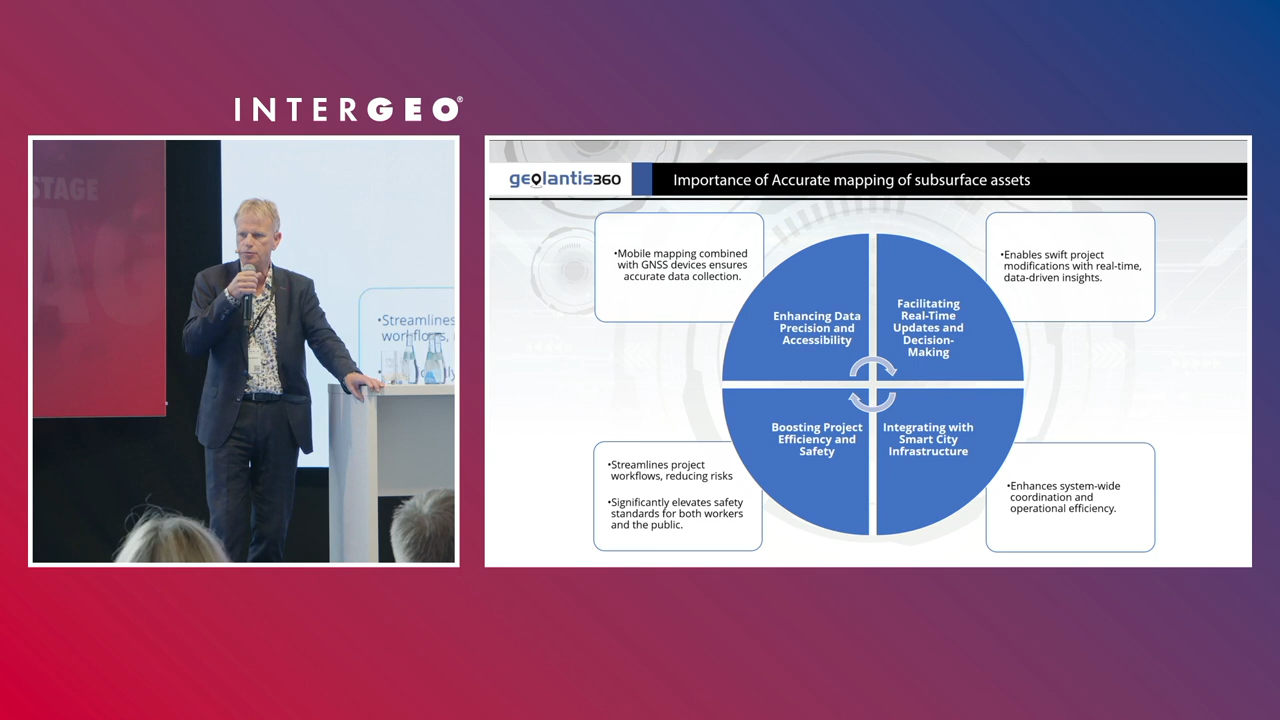 INTERGEO®
STAGE
•Streamlines
workflows,
geolantis360
Importance of Accurate mapping of subsurface assets
•Mobile mapping combined
with GNSS devices ensures
accurate data collection.
•Enables swift project
modifications with real-time,
data-driven insights.
Enhancing Data
Precision and
Accessibility
Facilitating
Real-Time
Updates and
Decision-
Making
Boosting Project
Efficiency and
Safety
Integrating with
Smart City
Infrastructure
•Streamlines project
workflows, reducing risks
•Significantly elevates safety
standards for both workers
and the public.
•Enhances system-wide
coordination and
operational efficiency.